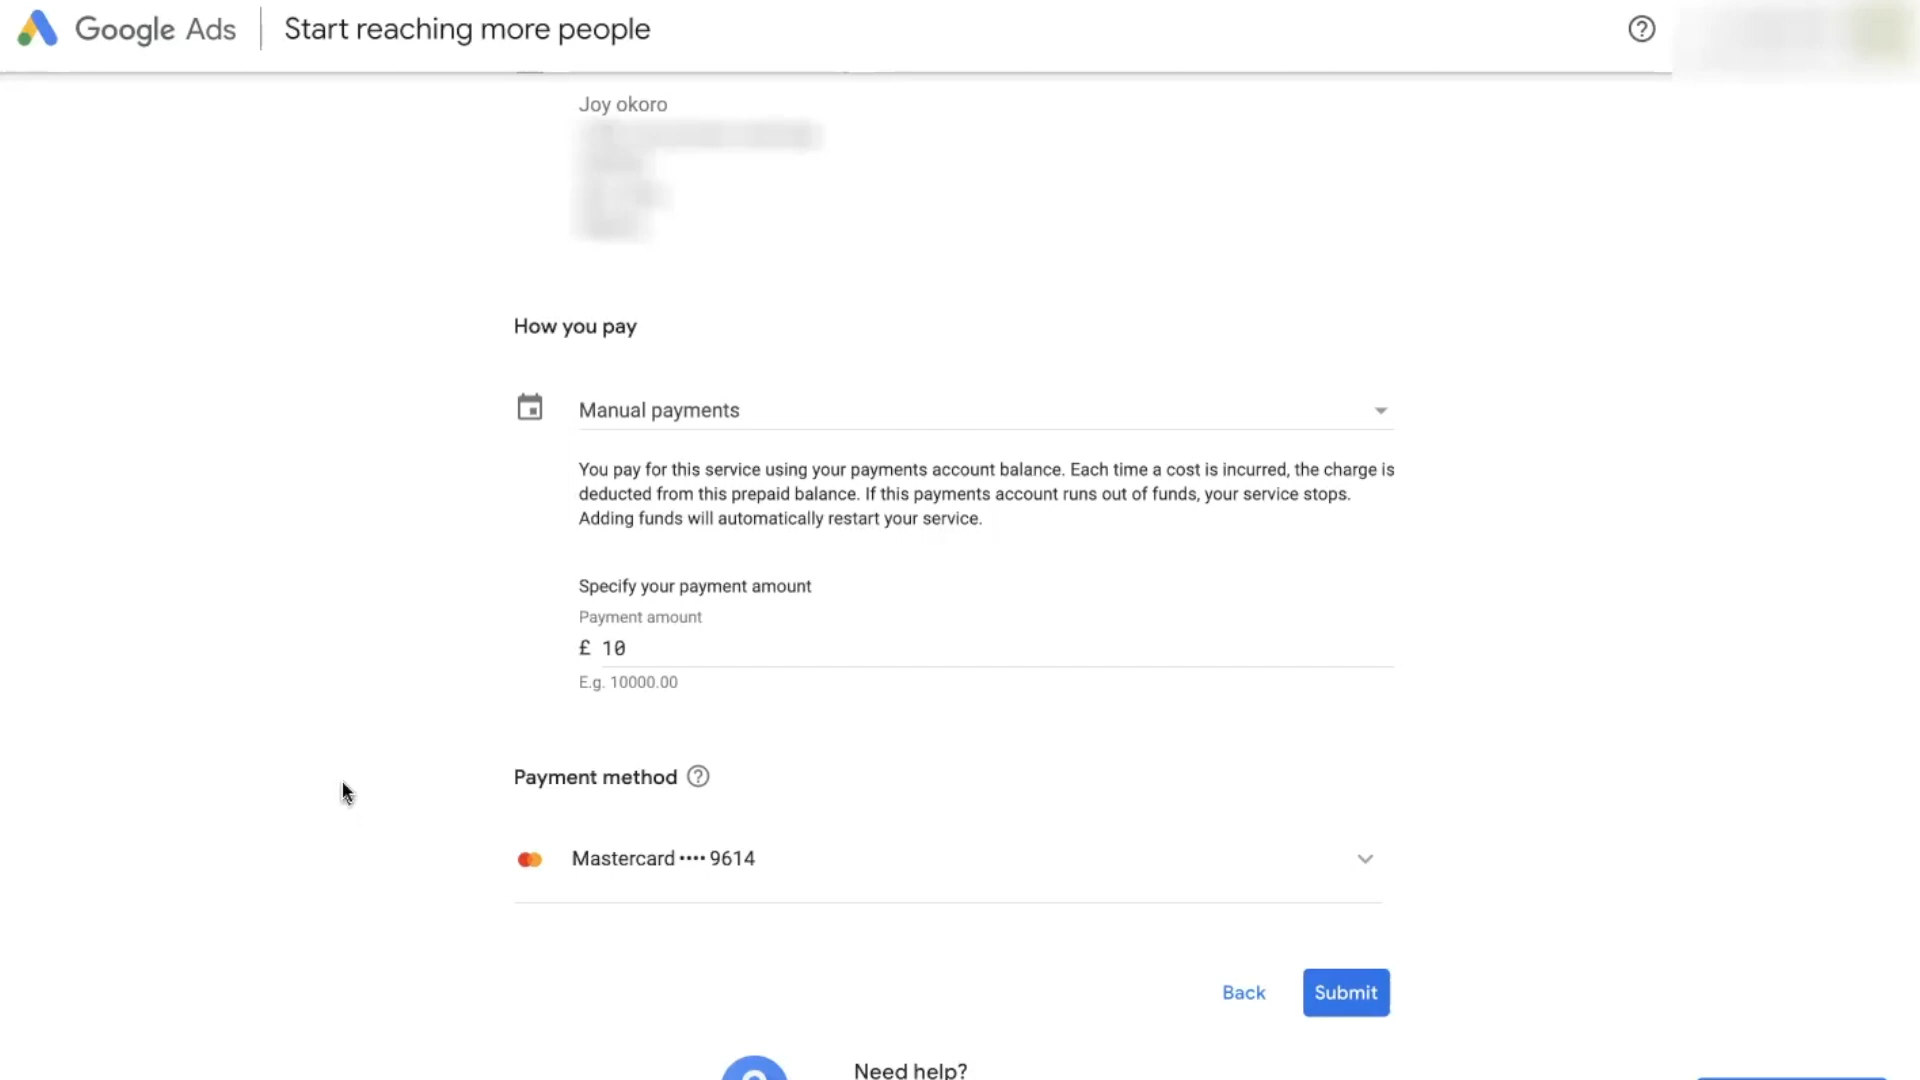 Google Ads
Start reaching more people
Joy okoro
How you pay
Manual payments
You pay for this service using your payments account balance. Each time a cost is incurred, the charge is
deducted from this prepaid balance. If this payments account runs out of funds, your service stops.
Adding funds will automatically restart your service.
Specify your payment amount
Payment amount
£ 10
E.g. 10000.00
Payment method
Mastercard •••• 9614
Back
Submit
Need help?